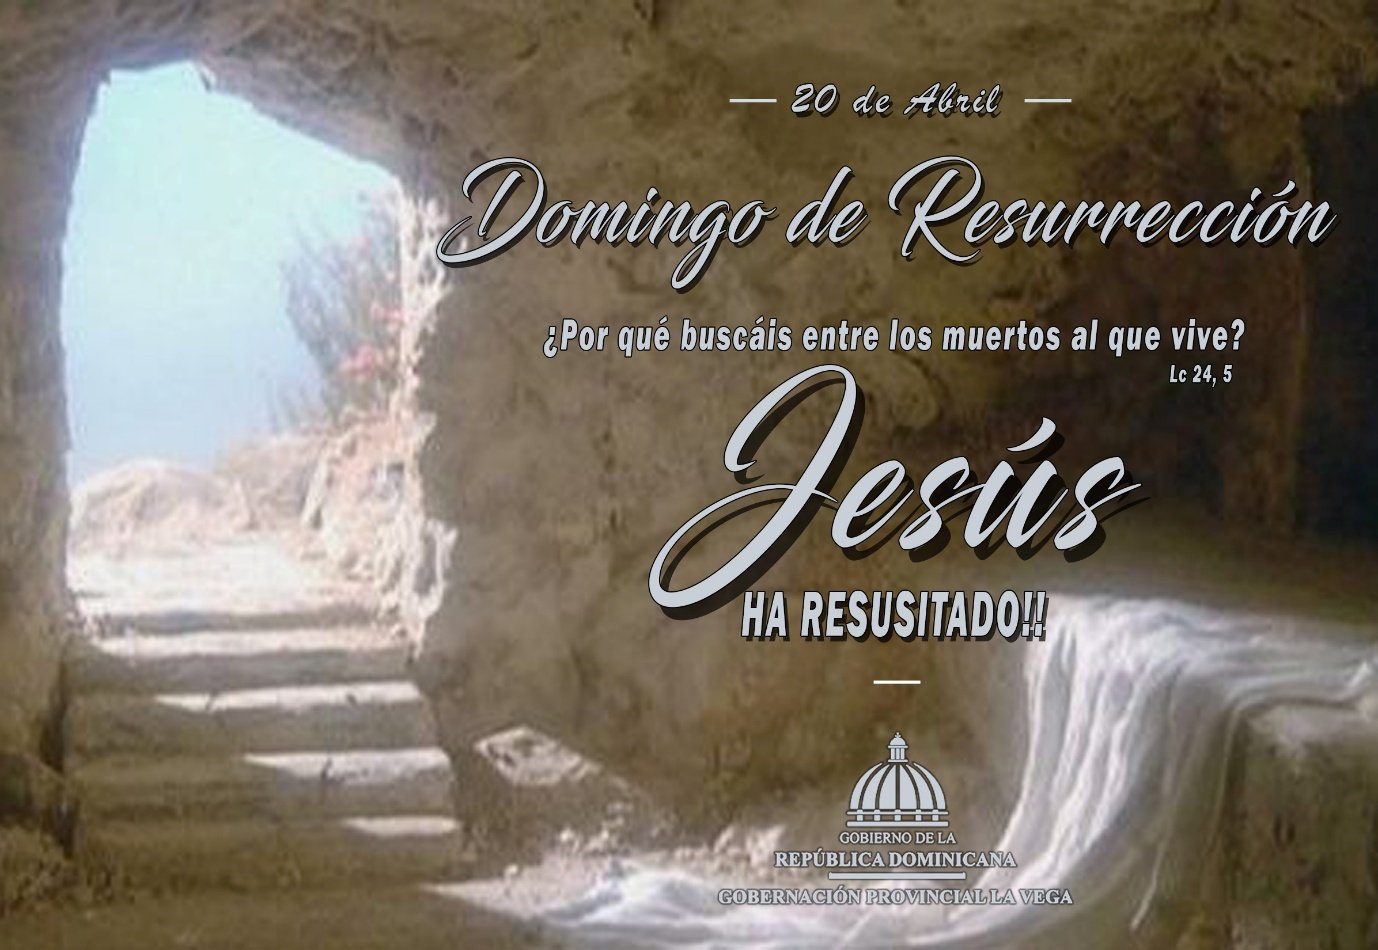 20 de Abril
Domingo de Resurrección
¿Por qué buscáis entre los muertos al que vive?
Lc 24, 5
Jesús
HA RESUSITADO!!
GOBIERNO DE LA
REPÚBLICA DOMINICANA
GOBERNACIÓN PROVINCIAL LA VEGA